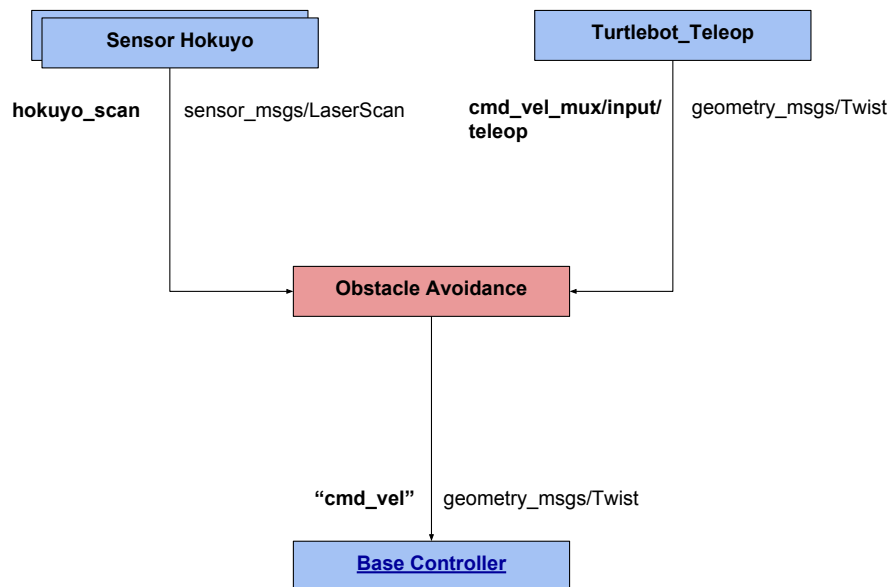 Sensor Hokuyo
Turtlebot_Teleop
hokuyo_scan
sensor_msgs/LaserScan
cmd_vel_mux/input/
teleop
geometry_msgs/Twist
Obstacle Avoidance
“cmd_vel”
geometry_msgs/Twist
Base Controller